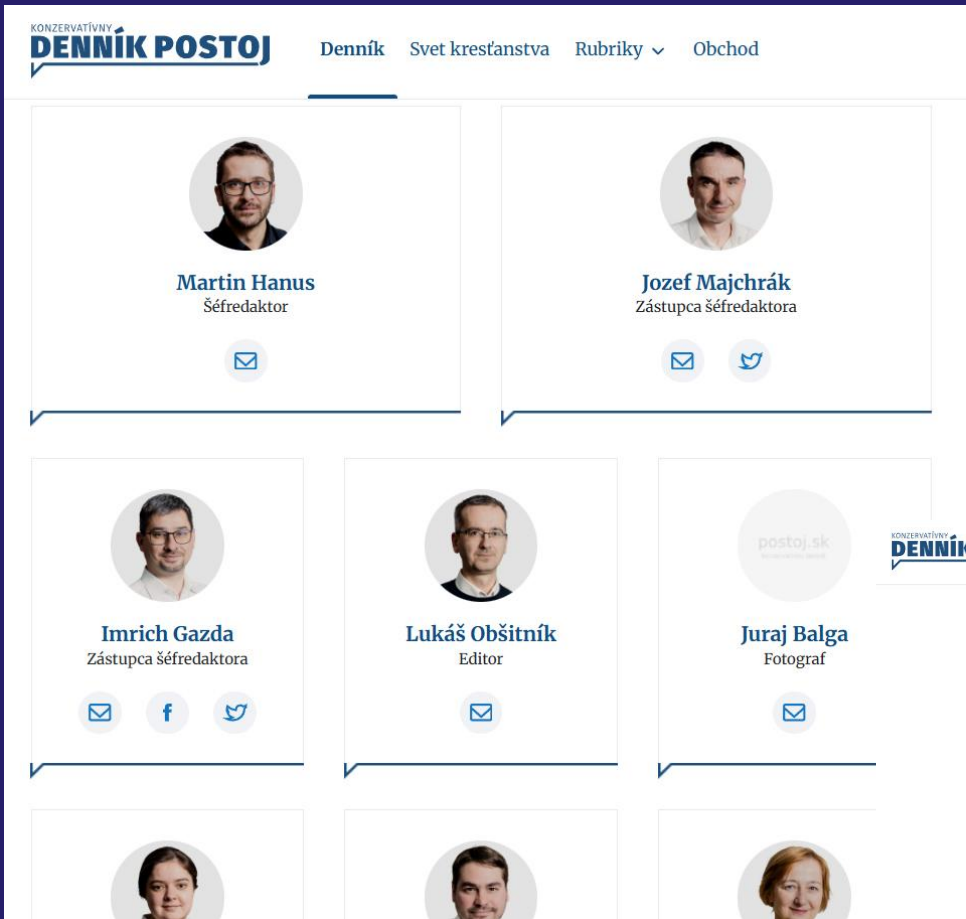 KONZERVATÍVNY
DENNÍK POSTOJ
Denník Svet kresťanstva Rubriky Obchod
Martin Hanus
Šéfredaktor
Jozef Majchrák
Zástupca šéfredaktora
Imrich Gazda
Zástupca šéfredaktora
Lukáš Obšitník
Editor
postoj.sk
Juraj Balga
Fotograf
KONZERVATÍVNY
DENNÍK